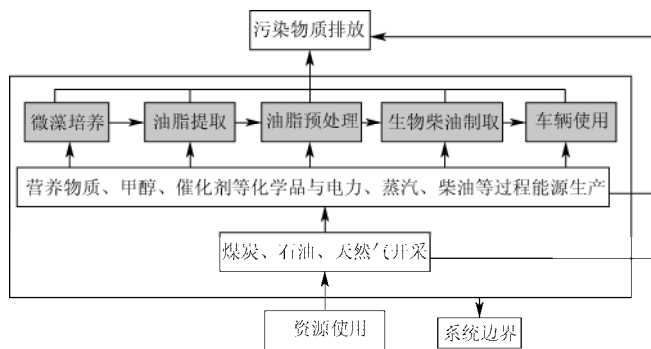 污染物质排放
微藻培养
油脂提取
油脂预处理
生物柴油制取
车辆使用
营养物质、甲醇、催化剂等化学品与电力、蒸汽、柴油等过程能源生产
煤炭、石油、天然气开采
资源使用
系统边界